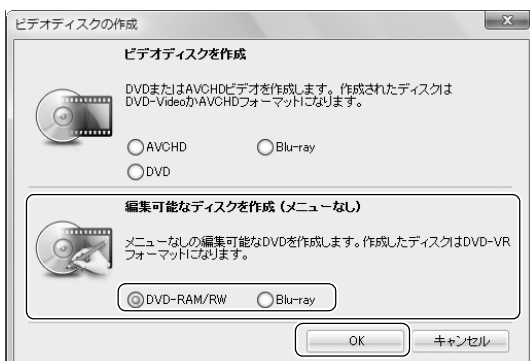 ビデオディスクの作成
ビデオディスクを作成
DVDまたはAVCHDビデオを作成します。作成されたディスクは
DVD-VideoかAVCHDフォーマットになります。
AVCHD Blu-ray
DVD
編集可能なディスクを作成（メニューなし）
メニューなしの編集可能なDVDを作成します。作成したディスクはDVD-VR
フォーマットになります。
DVD-RAM/RW Blu-ray
OK キャンセル